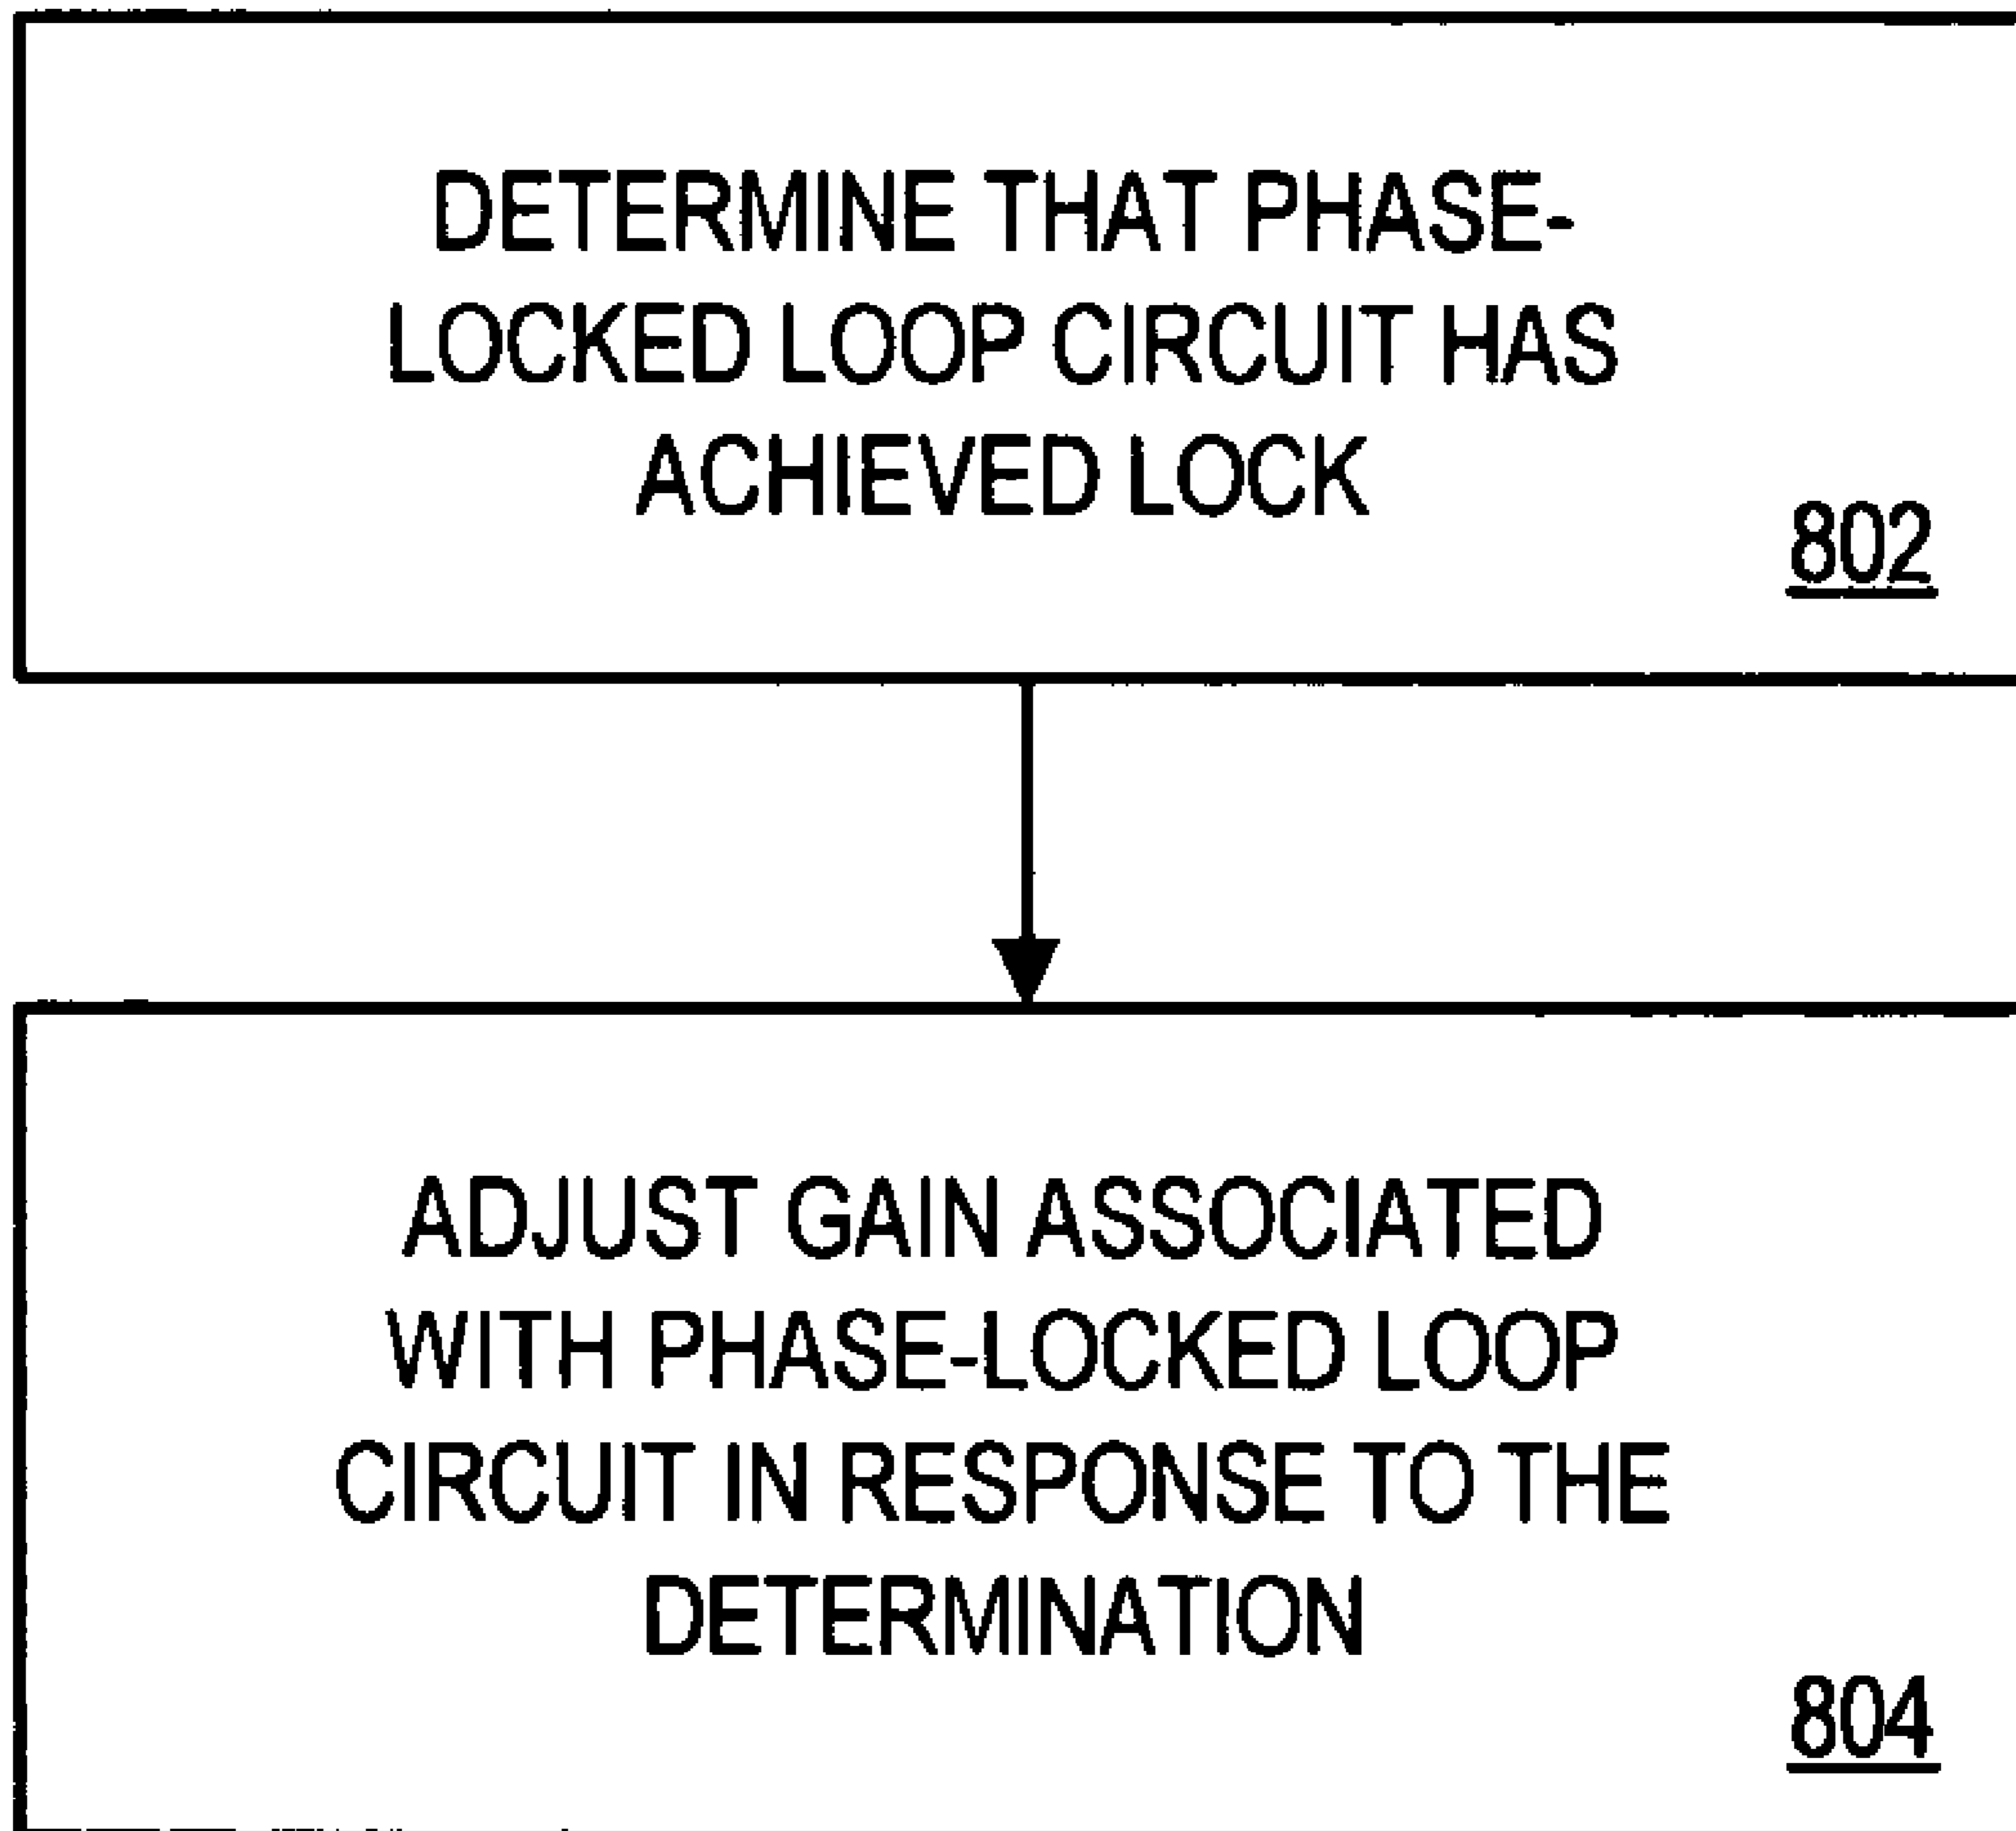 DETERMINE THAT PHASE-
LOCKED LOOP CIRCUIT HAS
ACHIEVED LOCK
802
ADJUST GAIN ASSOCIATED
WITH PHASE-LOCKED LOOP
CIRCUIT IN RESPONSE TO THE
DETERMINATION
804